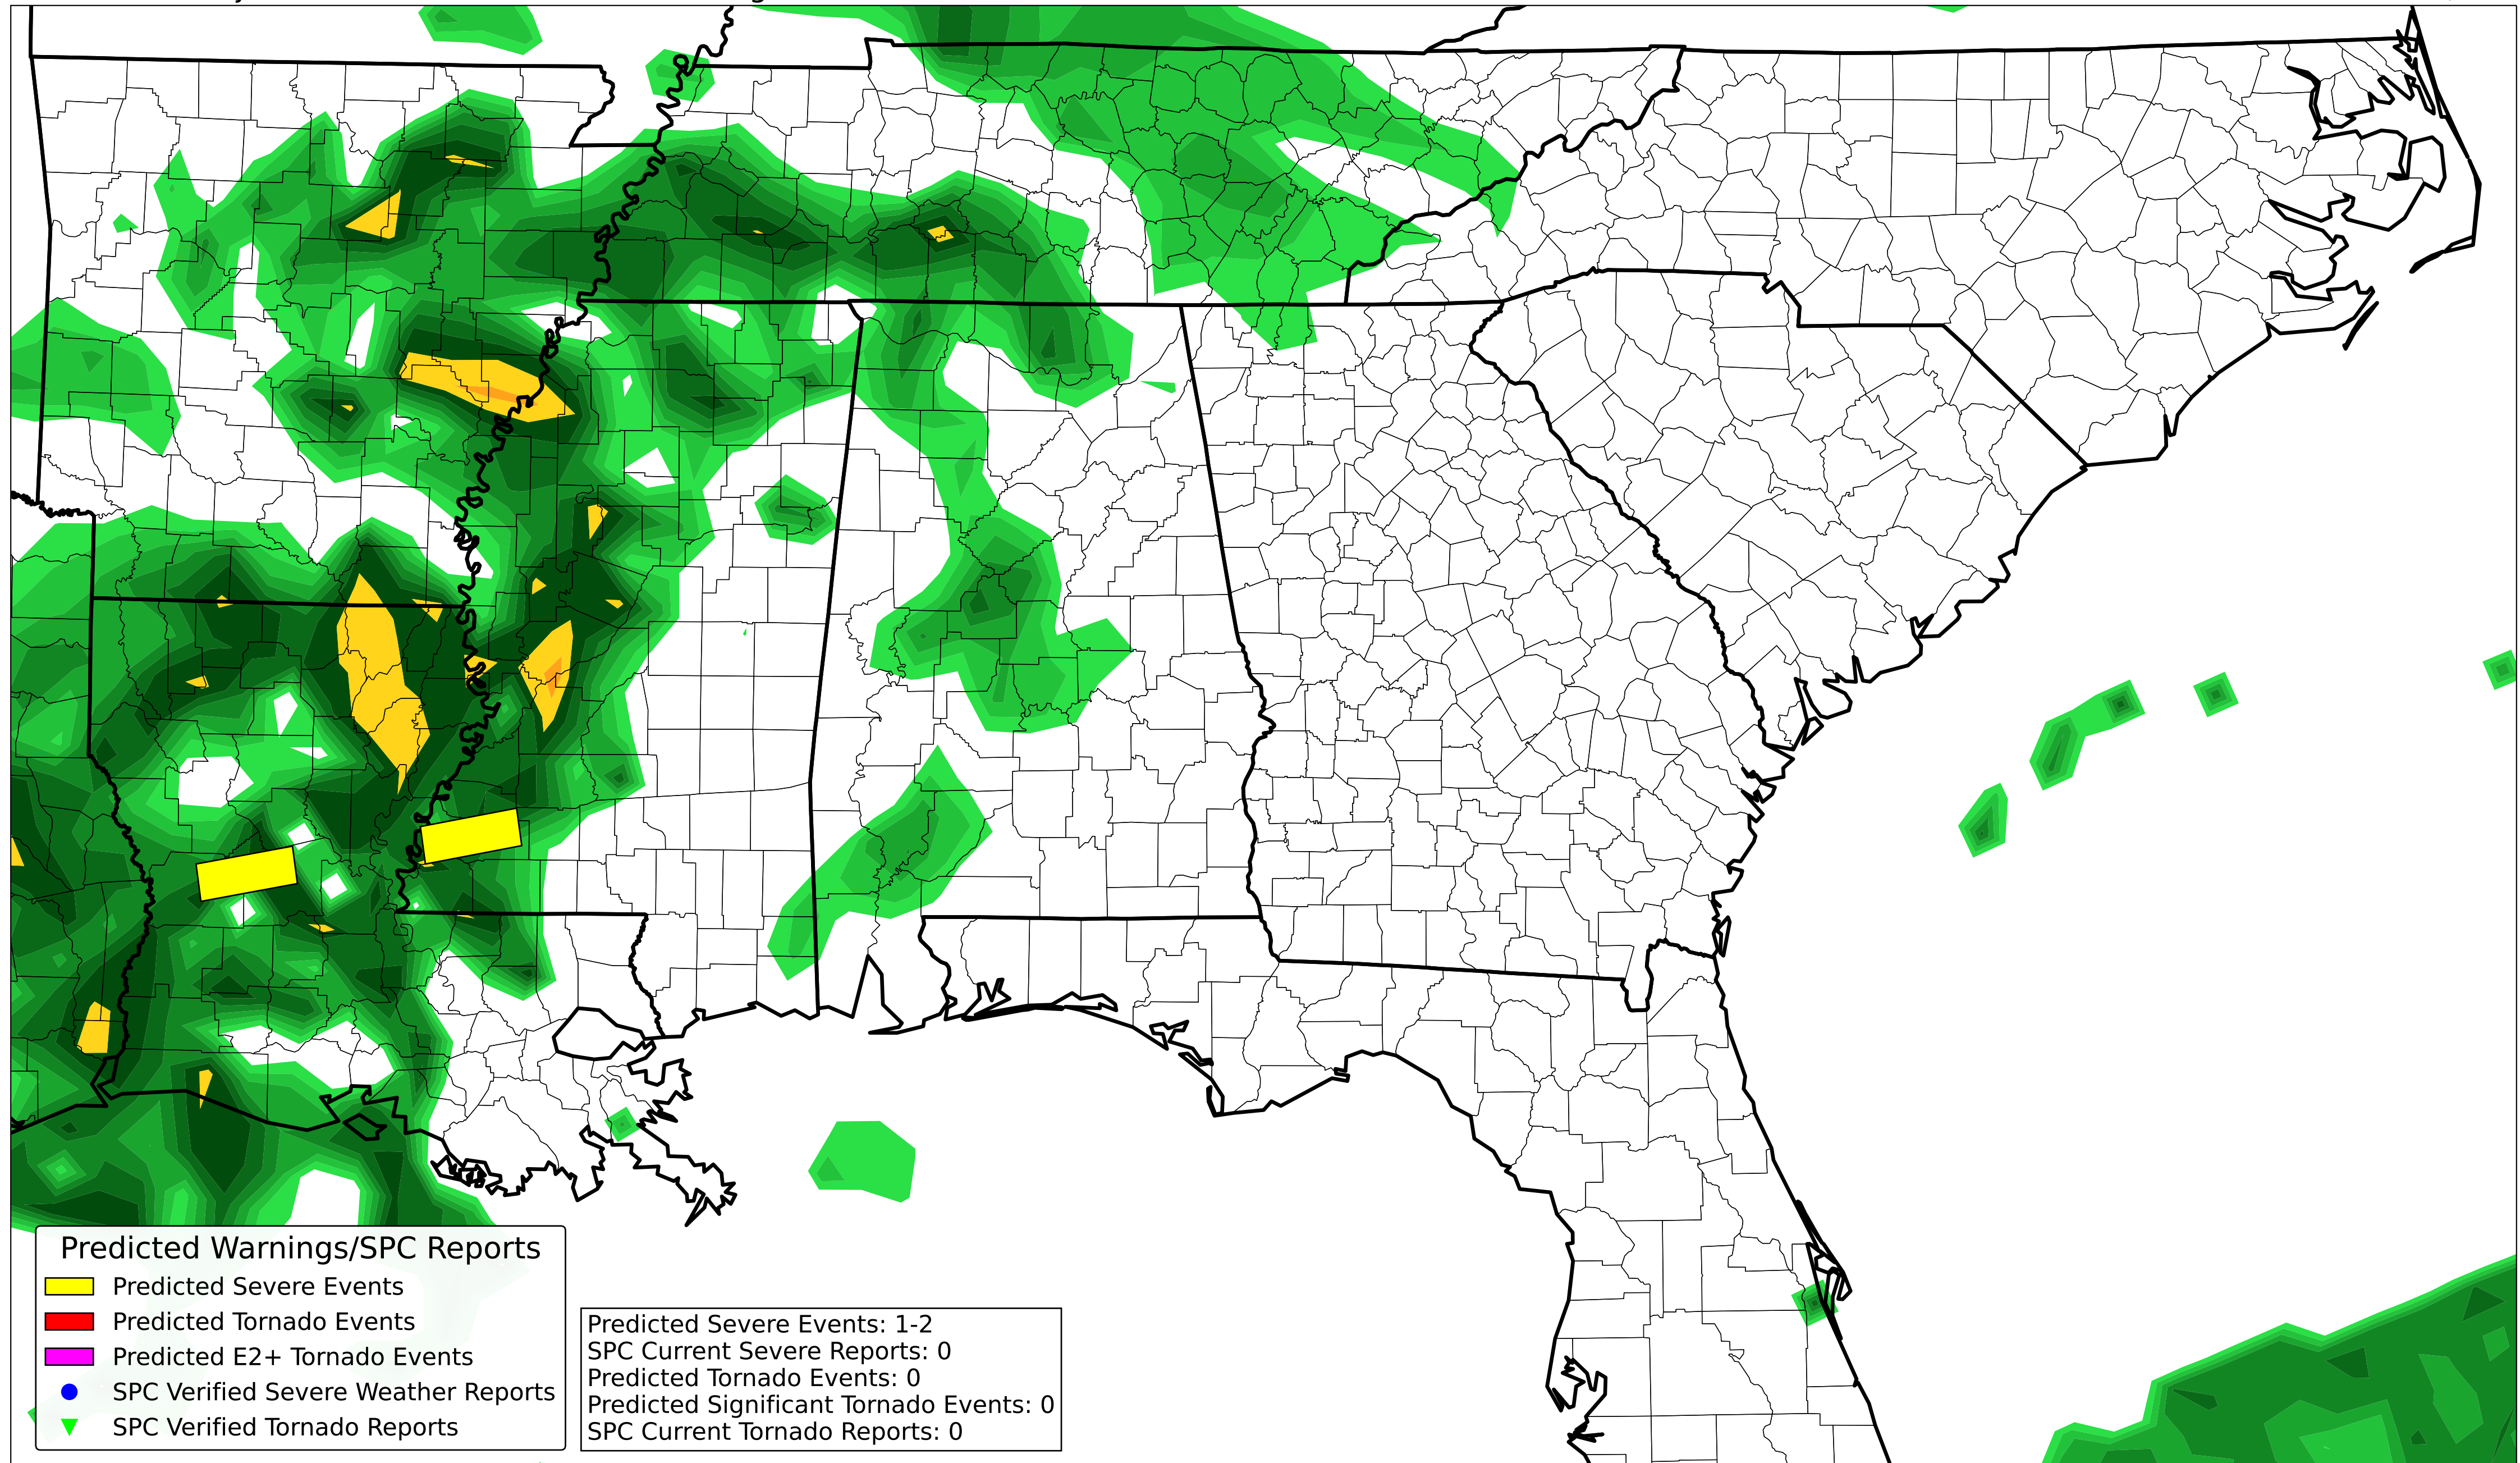 Predicted Warnings/SPC Reports
Predicted Severe Events
Predicted Tornado Events
Predicted E2+ Tornado Events
SPC Verified Severe Weather Reports
SPC Verified Tornado Reports
Predicted Severe Events: 1-2
SPC Current Severe Reports: 0
Predicted Tornado Events: 0
Predicted Significant Tornado Events: 0
SPC Current Tornado Reports: 0